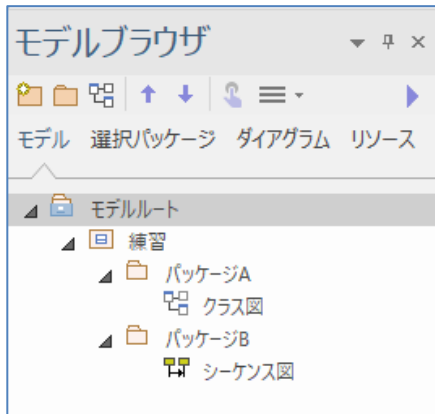 モデルブラウザ
モデル 選択パッケージ ダイアグラム リソース
モデルルート
練習
パッケージA
クラス図
パッケージB
シーケンス図